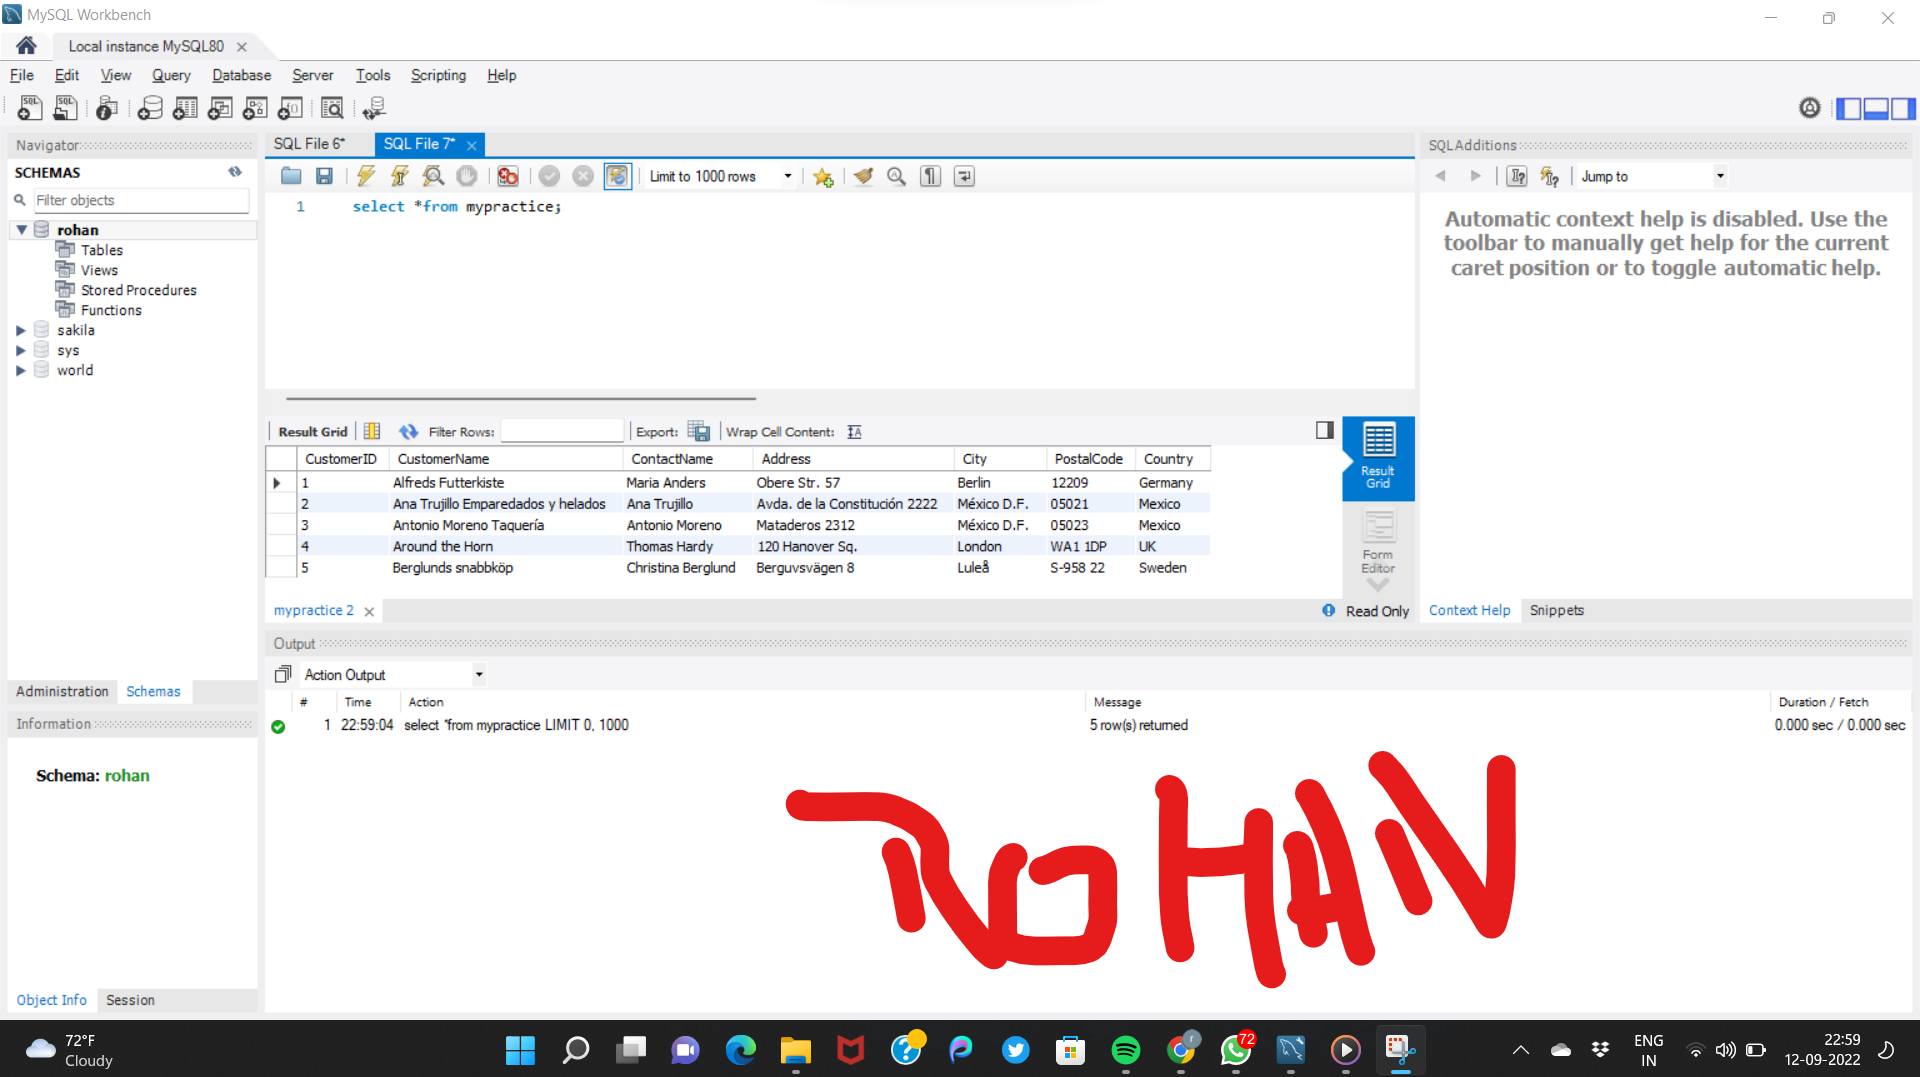 MySQL Workbench
Local instance MySQL80
File Edit View Query Database Server Tools Scripting Help
Navigator
SCHEMAS
Filter objects
rohan
Tables
Views
Stored Procedures
Functions
sakila
sys
world
Administration Schemas
Information
Schema: rohan
Object Info Session
SQL File 6* SQL File 7*
Limit to 1000 rows
1 select *from mypractice;
Result Grid Filter Rows: Export: Wrap Cell Content:
CustomerID CustomerName ContactName Address City PostalCode Country
1 Alfreds Futterkiste Maria Anders Obere Str. 57 Berlin 12209 Germany
2 Ana Trujillo Emparedados y helados Ana Trujillo Avda. de la Constitución 2222 México D.F. 05021 Mexico
3 Antonio Moreno Taquería Antonio Moreno Mataderos 2312 México D.F. 05023 Mexico
4 Around the Horn Thomas Hardy 120 Hanover Sq. London WA1 1DP UK
5 Berglunds snabbköp Christina Berglund Berguvsvägen 8 Luleå S-958 22 Sweden
Result
Grid
Form
Editor
mypractice 2 Read Only
SQLAdditions
Jump to
Automatic context help is disabled. Use the
toolbar to manually get help for the current
caret position or to toggle automatic help.
Context Help Snippets
Output
Action Output
# Time Action Message Duration / Fetch
1 22:59:04 select *from mypractice LIMIT 0, 1000 5 row(s) returned 0.000 sec / 0.000 sec
ROHAN
72°F
Cloudy
72
ENG
IN
22:59
12-09-2022